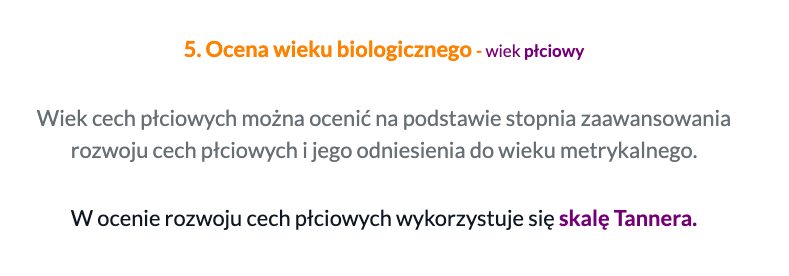 5. Ocena wieku biologicznego - wiek płciowy
Wiek cech płciowych można ocenić na podstawie stopnia zaawansowania
rozwoju cech płciowych i jego odniesienia do wieku metrykalnego.
W ocenie rozwoju cech płciowych wykorzystuje się skalę Tannera.